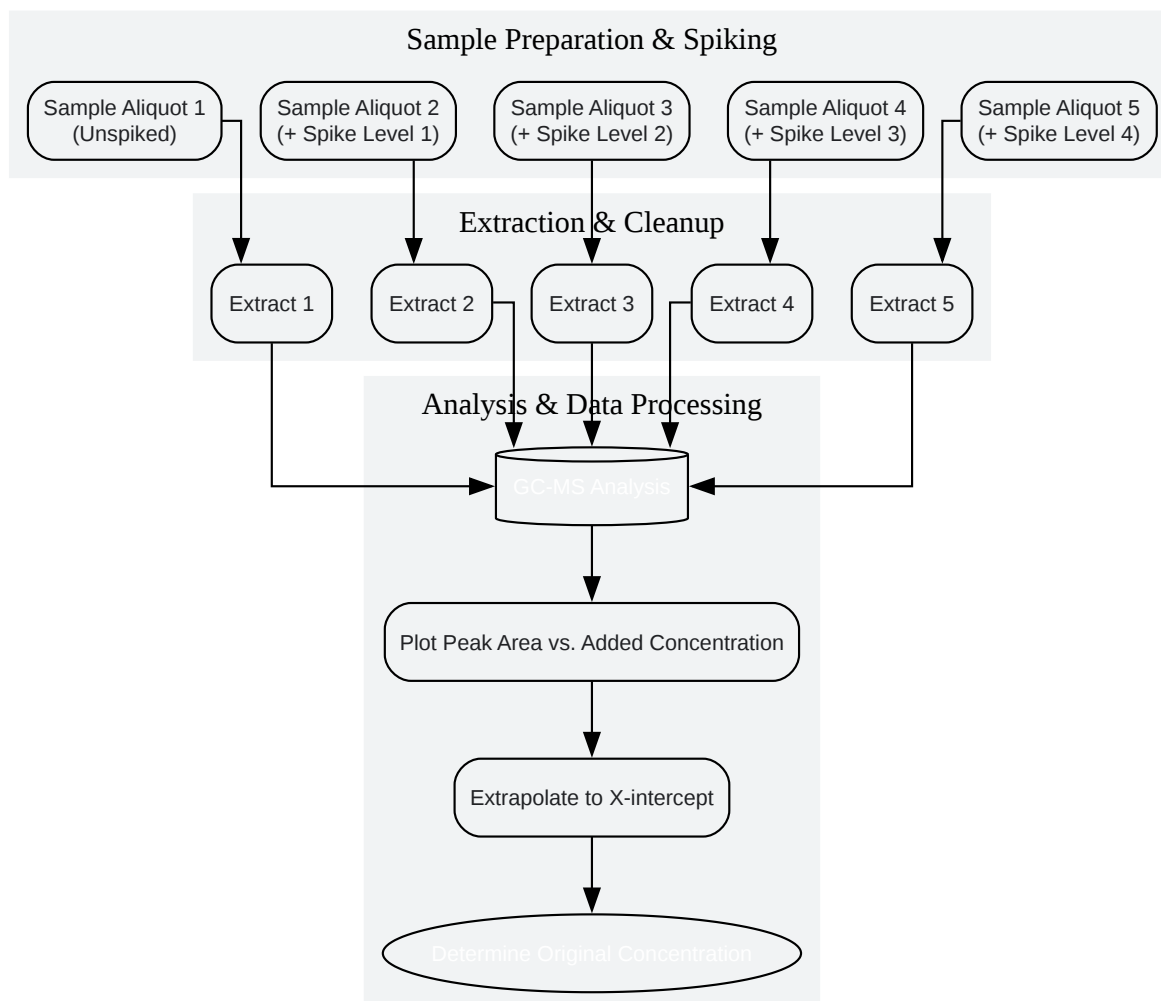 Sample Preparation & Spiking
Sample Aliquot 1
(Unspiked)
Sample Aliquot 2
(+ Spike Level 1)
Sample Aliquot 3
(+ Spike Level 2)
Sample Aliquot 4
(+ Spike Level 3)
Sample Aliquot 5
(+ Spike Level 4)
Extraction & Cleanup
Extract 1
Extract 2
Extract 3
Extract 4
Extract 5
Analysis & Data Processing
GC-MS Analysis
Plot Peak Area vs. Added Concentration
Extrapolate to X-intercept
Determine Original Concentration